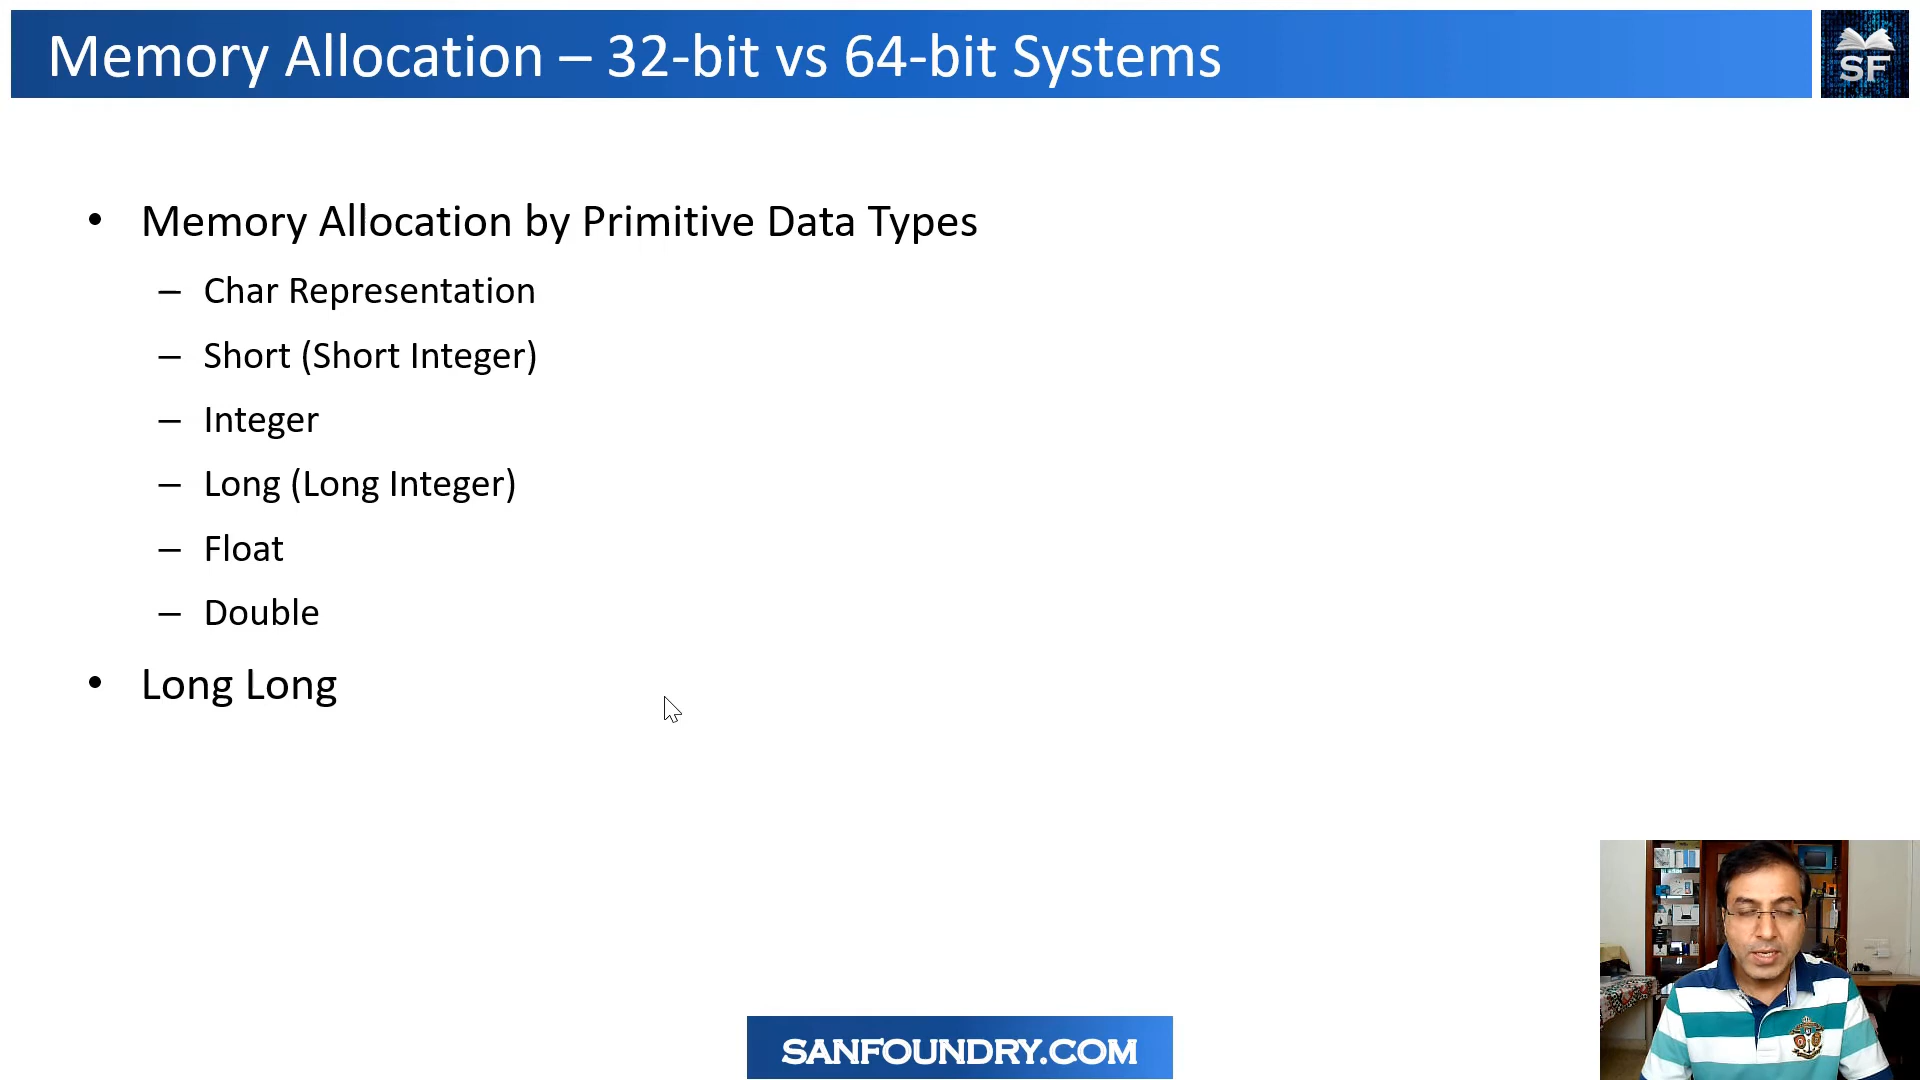 Memory Allocation – 32-bit vs 64-bit Systems
SF
• Memory Allocation by Primitive Data Types
– Char Representation
– Short (Short Integer)
– Integer
– Long (Long Integer)
– Float
– Double
• Long Long
SANFOUNDRY.COM